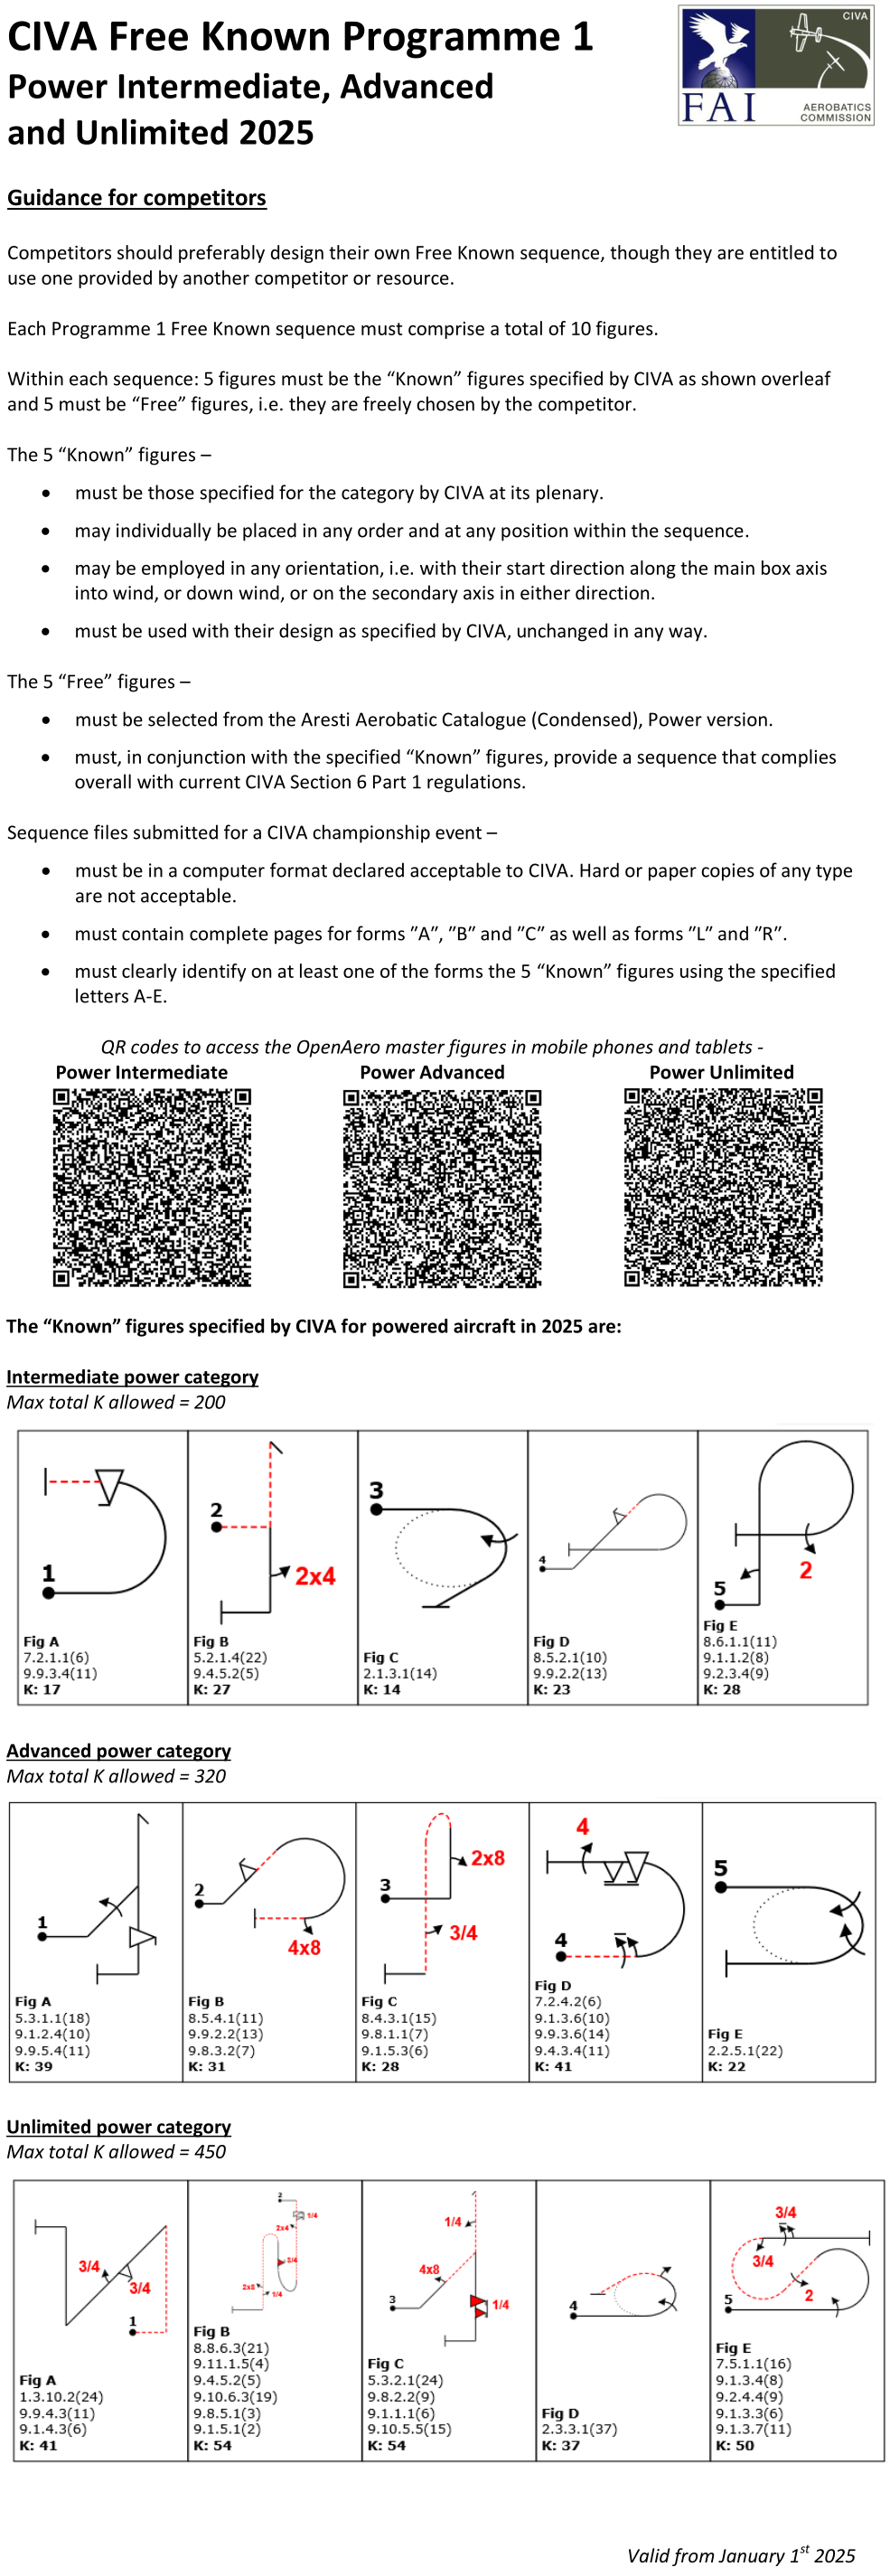 CIVA Free Known Programme 1
Power Intermediate, Advanced
and Unlimited 2025
CIVA
FAI
AEROBATICS
COMMISSION
Guidance for competitors
Competitors should preferably design their own Free Known sequence, though they are entitled to
use one provided by another competitor or resource.
Each Programme 1 Free Known sequence must comprise a total of 10 figures.
Within each sequence: 5 figures must be the “Known” figures specified by CIVA as shown overleaf
and 5 must be “Free” figures, i.e. they are freely chosen by the competitor.
The 5 “Known” figures –
• must be those specified for the category by CIVA at its plenary.
• may individually be placed in any order and at any position within the sequence.
• may be employed in any orientation, i.e. with their start direction along the main box axis
into wind, or down wind, or on the secondary axis in either direction.
• must be used with their design as specified by CIVA, unchanged in any way.
The 5 “Free” figures –
• must be selected from the Aresti Aerobatic Catalogue (Condensed), Power version.
• must, in conjunction with the specified “Known” figures, provide a sequence that complies
overall with current CIVA Section 6 Part 1 regulations.
Sequence files submitted for a CIVA championship event –
• must be in a computer format declared acceptable to CIVA. Hard or paper copies of any type
are not acceptable.
• must contain complete pages for forms ”A”, ”B” and ”C” as well as forms ”L” and ”R”.
• must clearly identify on at least one of the forms the 5 “Known” figures using the specified
letters A-E.
QR codes to access the OpenAero master figures in mobile phones and tablets -
Power Intermediate Power Advanced Power Unlimited
The “Known” figures specified by CIVA for powered aircraft in 2025 are:
Intermediate power category
Max total K allowed = 200
1
Fig A
7.2.1.1(6)
9.9.3.4(11)
K: 17
2
2x4
Fig B
5.2.1.4(22)
9.4.5.2(5)
K: 27
3
Fig C
2.1.3.1(14)
K: 14
4
Fig D
8.5.2.1(10)
9.9.2.2(13)
K: 23
5
2
Fig E
8.6.1.1(11)
9.1.1.2(8)
9.2.3.4(9)
K: 28
Advanced power category
Max total K allowed = 320
1
Fig A
5.3.1.1(18)
9.1.2.4(10)
9.9.5.4(11)
K: 39
2
4x8
Fig B
8.5.4.1(11)
9.9.2.2(13)
9.8.3.2(7)
K: 31
3
2x8
3/4
Fig C
8.4.3.1(15)
9.8.1.1(7)
9.1.5.3(6)
K: 28
4
4
Fig D
7.2.4.2(6)
9.1.3.6(10)
9.9.3.6(14)
9.4.3.4(11)
K: 41
5
Fig E
2.2.5.1(22)
K: 22
Unlimited power category
Max total K allowed = 450
3/4
3/4
1
Fig A
1.3.10.2(24)
9.9.4.3(11)
9.1.4.3(6)
K: 41
2
1/4
2x4
3/4
2x8
1/4
Fig B
8.8.6.3(21)
9.11.1.5(4)
9.4.5.2(5)
9.10.6.3(19)
9.8.5.1(3)
9.1.5.1(2)
K: 54
1/4
4x8
3
1/4
Fig C
5.3.2.1(24)
9.8.2.2(9)
9.1.1.1(6)
9.10.5.5(15)
K: 54
4
Fig D
2.3.3.1(37)
K: 37
3/4
3/4
2
5
Fig E
7.5.1.1(16)
9.1.3.4(8)
9.2.4.4(9)
9.1.3.3(6)
9.1.3.7(11)
K: 50
Valid from January 1st 2025